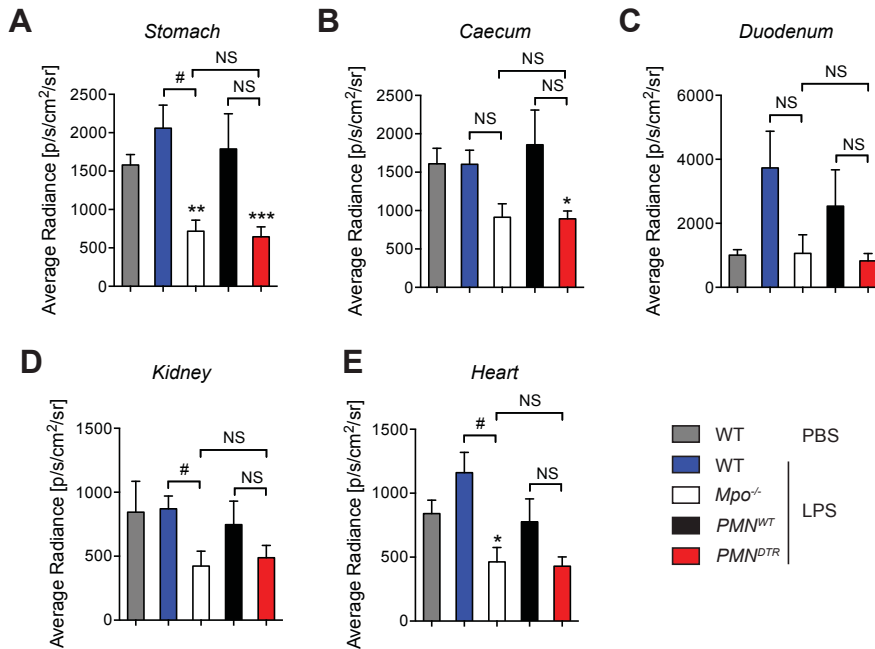 A
Stomach
NS
#
NS
Average Radiance [p/s/cm²/sr]
2500
2000
1500
1000
500
0
**
***
B
Caecum
NS
NS
NS
Average Radiance [p/s/cm²/sr]
2500
2000
1500
1000
500
0
*
C
Duodenum
NS
NS
NS
Average Radiance [p/s/cm²/sr]
6000
4000
2000
0
D
Kidney
NS
#
NS
Average Radiance [p/s/cm²/sr]
1500
1000
500
0
E
Heart
NS
#
NS
Average Radiance [p/s/cm²/sr]
1500
1000
500
0
*
WT PBS
WT
Mpo-/-
PMNWT
PMNDTR
LPS